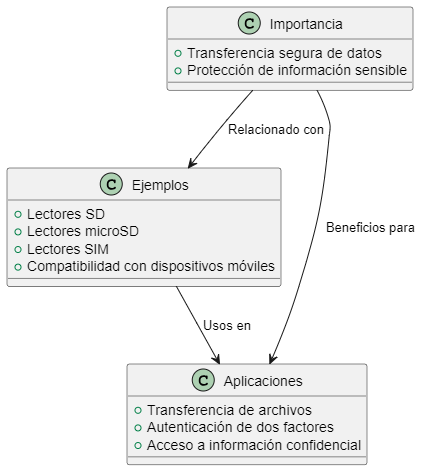 C Importancia
Transferencia segura de datos
Protección de información sensible
Relacionado con
C Ejemplos
Lectores SD
Lectores microSD
Lectores SIM
Compatibilidad con dispositivos móviles
Beneficios para
Usos en
C Aplicaciones
Transferencia de archivos
Autenticación de dos factores
Acceso a información confidencial